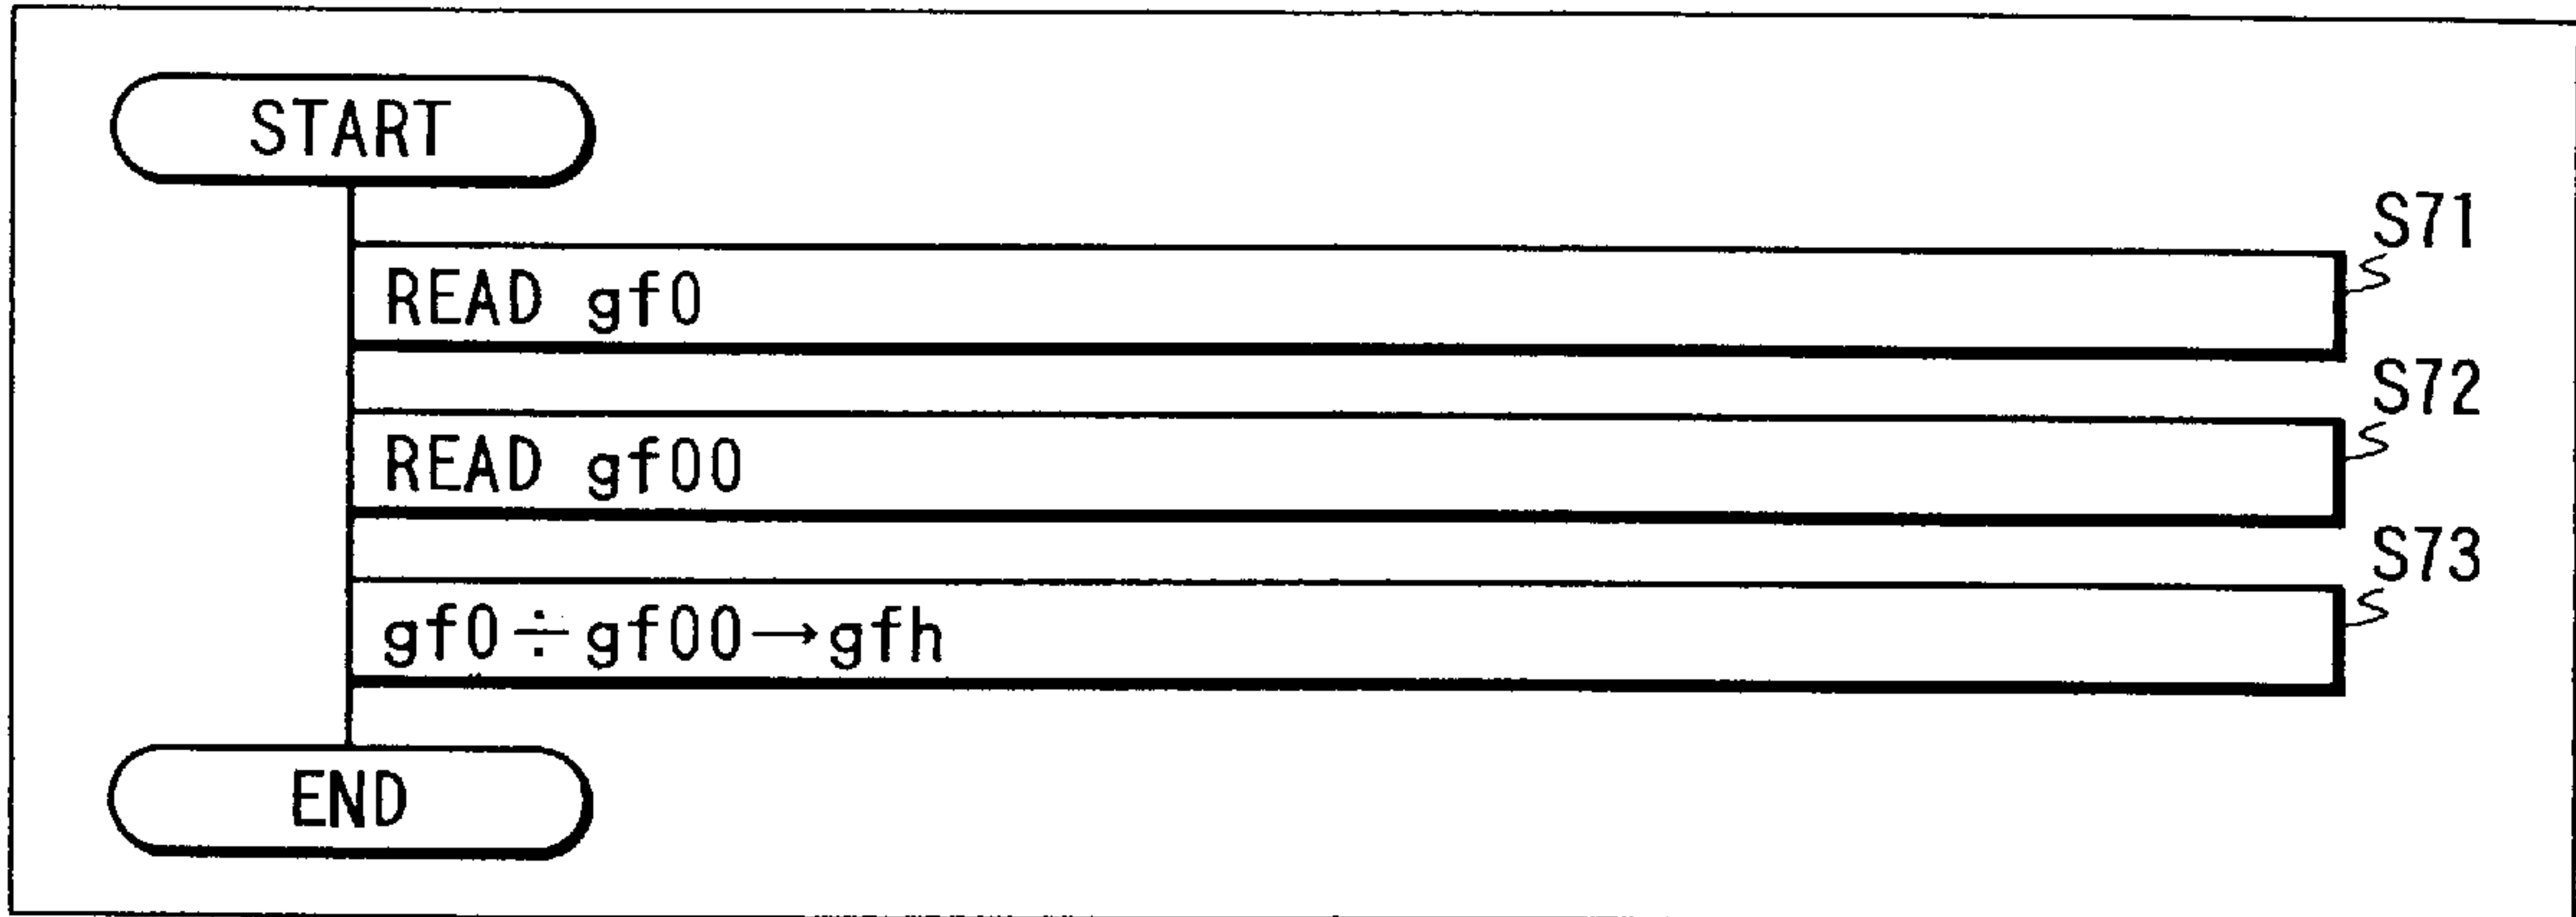 START
S71
READ gf0
S72
READ gf00
S73
gf0÷gf00→gfh
END